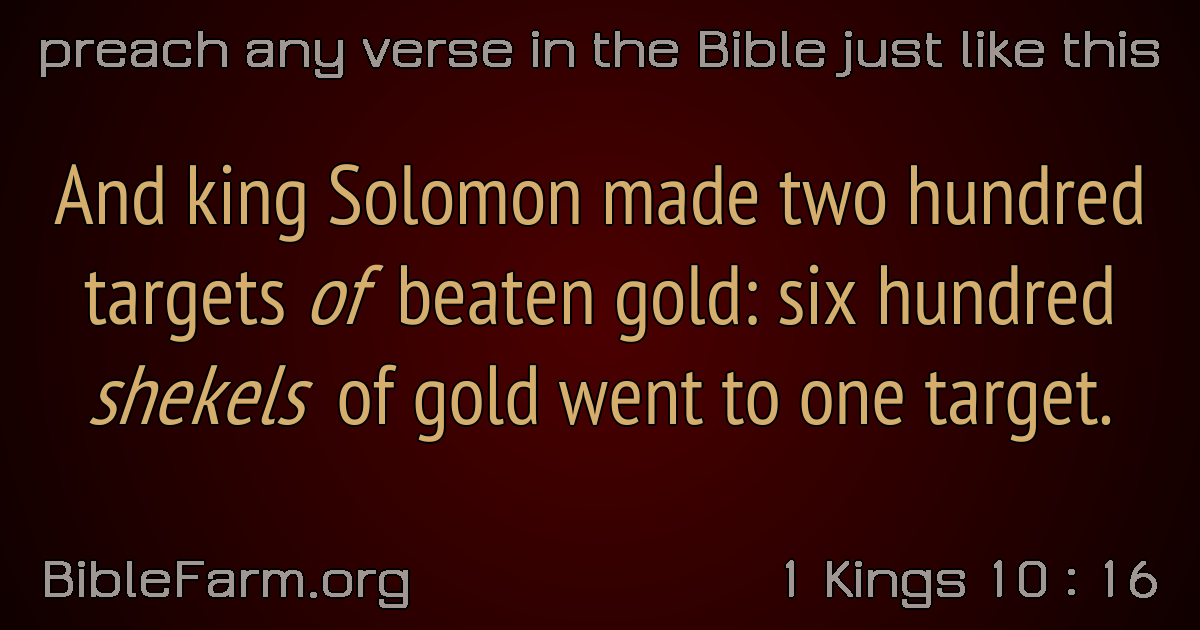 preach any verse in the Bible just like this
And king Solomon made two hundred
targets of beaten gold: six hundred
shekels of gold went to one target.
BibleFarm.org
1 Kings 10 : 16